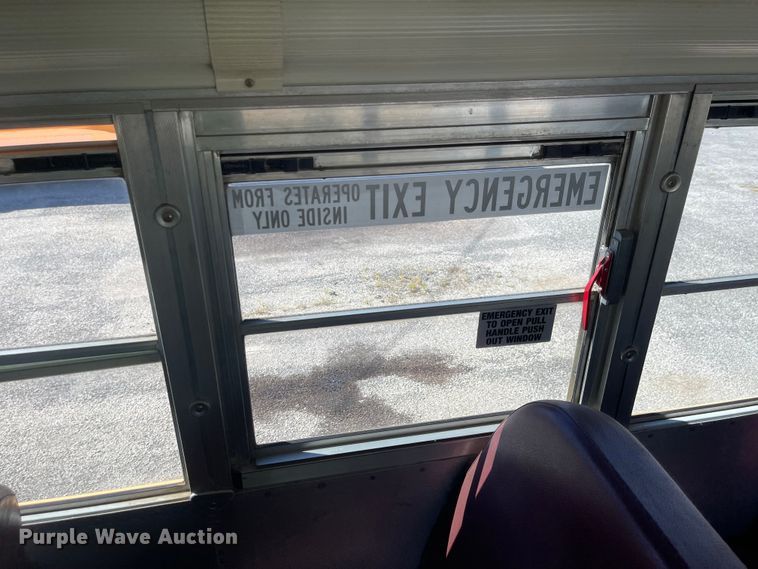 EMERGENCY EXIT OPERATES FROM
INSIDE ONLY
EMERGENCY EXIT
TO OPEN PULL
HANDLE PUSH
OUT WINDOW
Purple Wave Auction